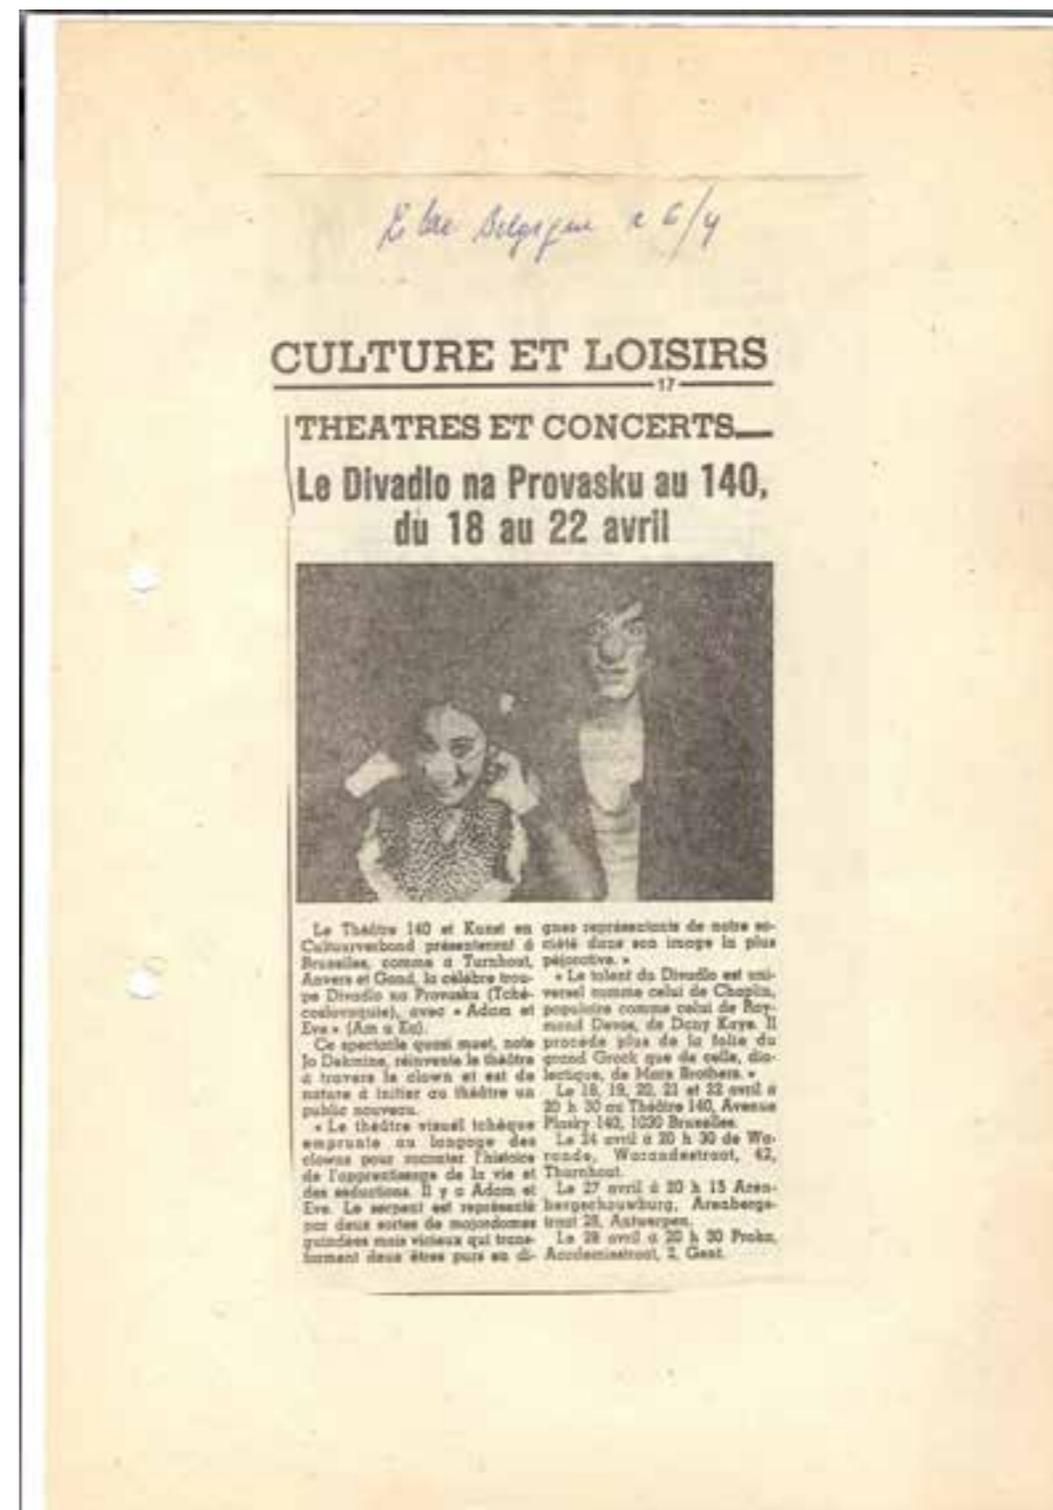 Libre Belgique 6/4
CULTURE ET LOISIRS
17
THEATRES ET CONCERTS
Le Divadlo na Provasku au 140,
du 18 au 22 avril
Le Théâtre 140 et Kunst en
Cultuurverbond présenteront à
Bruxelles, comme à Turnhout,
Anvers et Gand, la célèbre trou-
pe Divadlo na Provasku (Tché-
coslovaquie), avec « Adam et
Eve » (Am a Ea).
Ce spectacle quasi muet, note
Jo Dekmine, réinvente le théâtre
à travers le clown et est de
nature à initier au théâtre un
public nouveau.
« Le théâtre visuel tchèque
emprunte au langage des
clowns pour raconter l'histoire
de l'apprentissage de la vie et
des séductions. Il y a Adam et
Eve. Le serpent est représenté
par deux sortes de majordomes
guindées mais vicieux qui trans-
forment deux êtres purs en di-
gnes représentants de notre so-
ciété dans son image la plus
péjorative. »
« Le talent du Divadlo est uni-
versel comme celui de Chaplin,
populaire comme celui de Ray-
mond Devos, de Dany Kaye. Il
procède plus de la folie du
grand Grock que de celle, dia-
lectique, de Marx Brothers. »
Le 18, 19, 20, 21 et 22 avril à
20 h 30 au Théâtre 140, Avenue
Plasky 140, 1030 Bruxelles.
Le 24 avril à 20 h 30 de Wa-
rande, Warandestraat, 42,
Thurnhout.
Le 27 avril à 20 h 15 Aren-
bergschouwburg, Arenbergs-
traat 28, Antwerpen.
Le 28 avril à 20 h 30 Proka,
Academiestraat, 2, Gent.